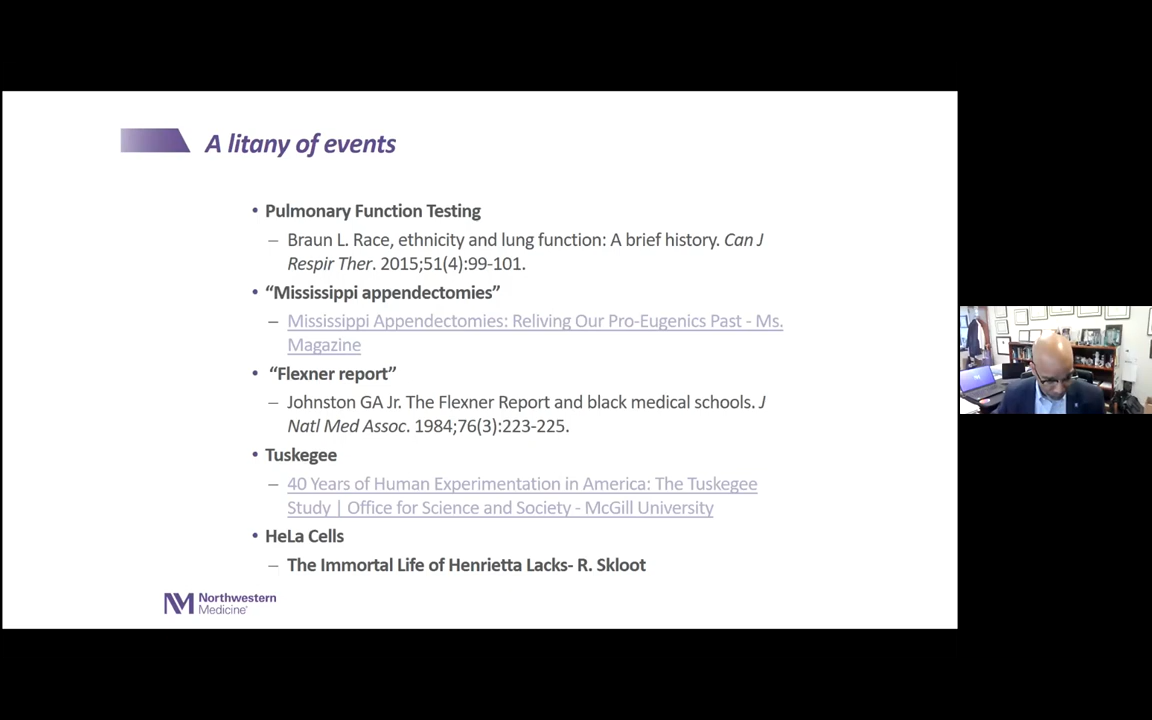 A litany of events
• Pulmonary Function Testing
– Braun L. Race, ethnicity and lung function: A brief history. Can J
Respir Ther. 2015;51(4):99-101.
• “Mississippi appendectomies”
– Mississippi Appendectomies: Reliving Our Pro-Eugenics Past - Ms.
Magazine
• “Flexner report”
– Johnston GA Jr. The Flexner Report and black medical schools. J
Natl Med Assoc. 1984;76(3):223-225.
• Tuskegee
– 40 Years of Human Experimentation in America: The Tuskegee
Study | Office for Science and Society - McGill University
• HeLa Cells
– The Immortal Life of Henrietta Lacks- R. Skloot
NM Northwestern
Medicine®